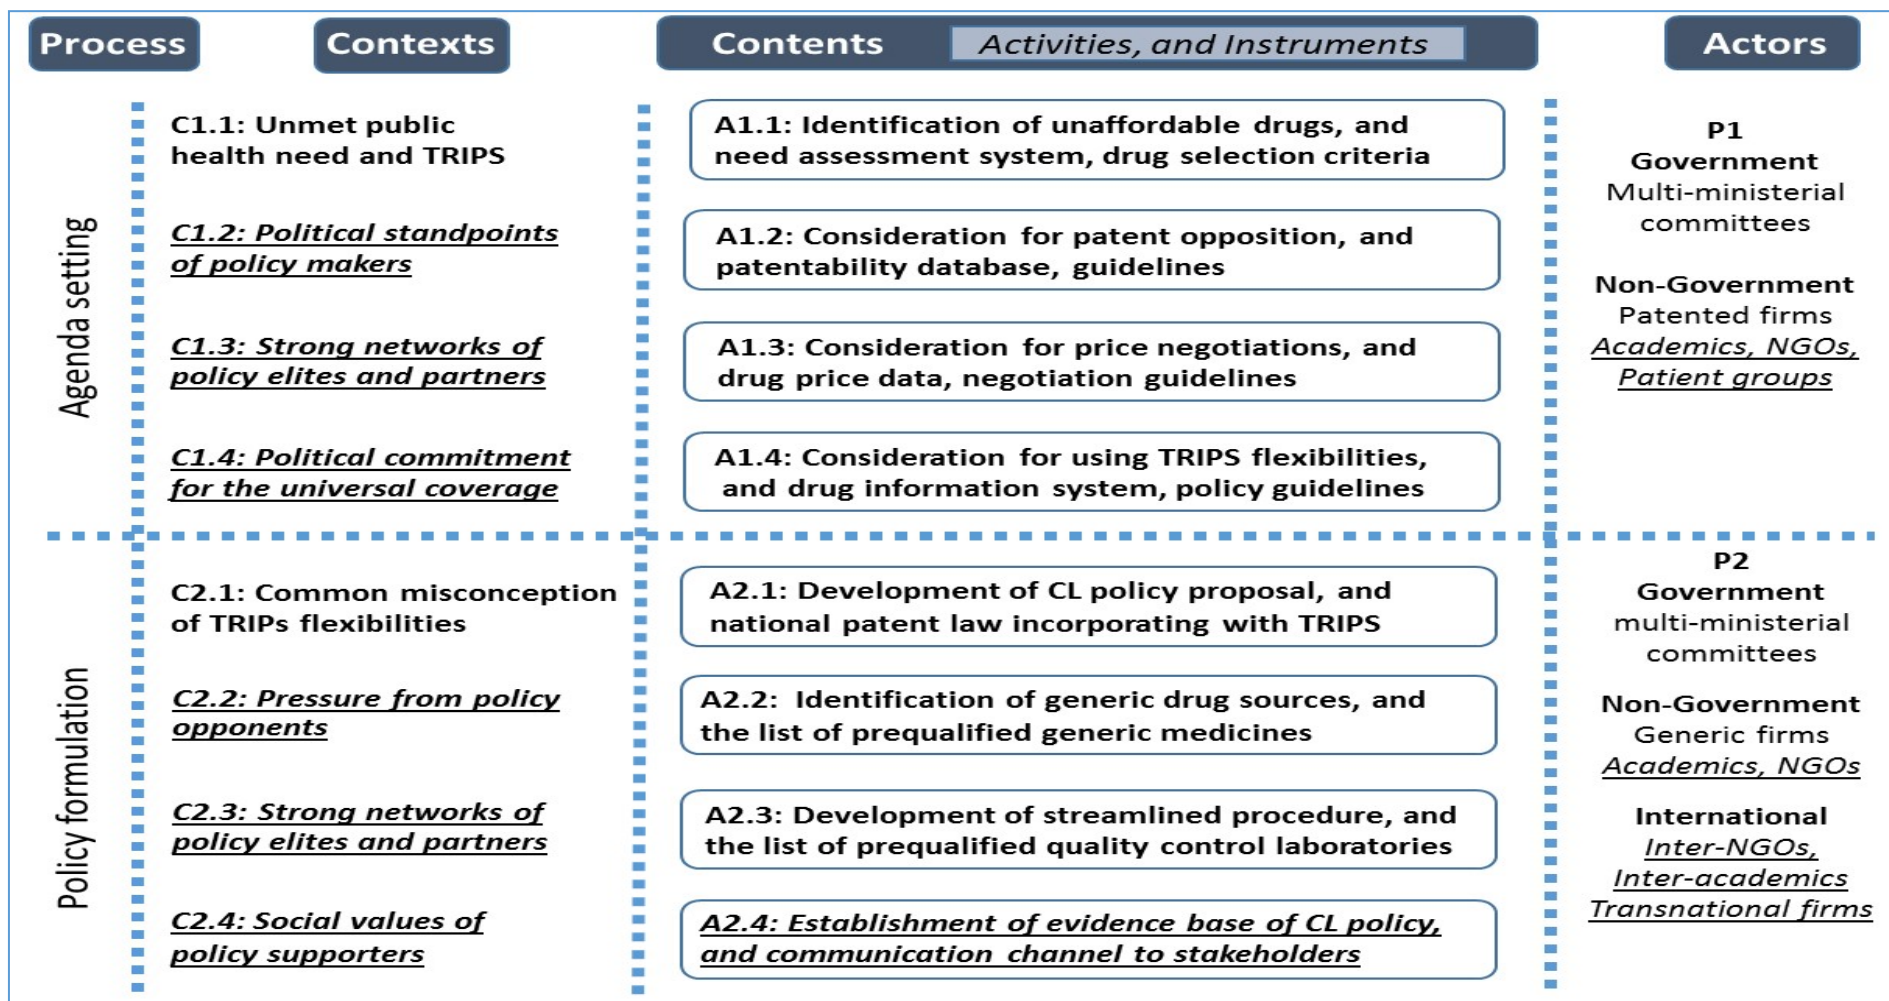 Process
Contexts
Contents
Activities, and Instruments
Actors
Agenda setting
C1.1: Unmet public
health need and TRIPS
C1.2: Political standpoints
of policy makers
C1.3: Strong networks of
policy elites and partners
C1.4: Political commitment
for the universal coverage
A1.1: Identification of unaffordable drugs, and
need assessment system, drug selection criteria
A1.2: Consideration for patent opposition, and
patentability database, guidelines
A1.3: Consideration for price negotiations, and
drug price data, negotiation guidelines
A1.4: Consideration for using TRIPS flexibilities,
and drug information system, policy guidelines
P1
Government
Multi-ministerial
committees
Non-Government
Patented firms
Academics, NGOs,
Patient groups
Policy formulation
C2.1: Common misconception
of TRIPs flexibilities
C2.2: Pressure from policy
opponents
C2.3: Strong networks of
policy elites and partners
C2.4: Social values of
policy supporters
A2.1: Development of CL policy proposal, and
national patent law incorporating with TRIPS
A2.2: Identification of generic drug sources, and
the list of prequalified generic medicines
A2.3: Development of streamlined procedure, and
the list of prequalified quality control laboratories
A2.4: Establishment of evidence base of CL policy,
and communication channel to stakeholders
P2
Government
multi-ministerial
committees
Non-Government
Generic firms
Academics, NGOs
International
Inter-NGOs,
Inter-academics
Transnational firms